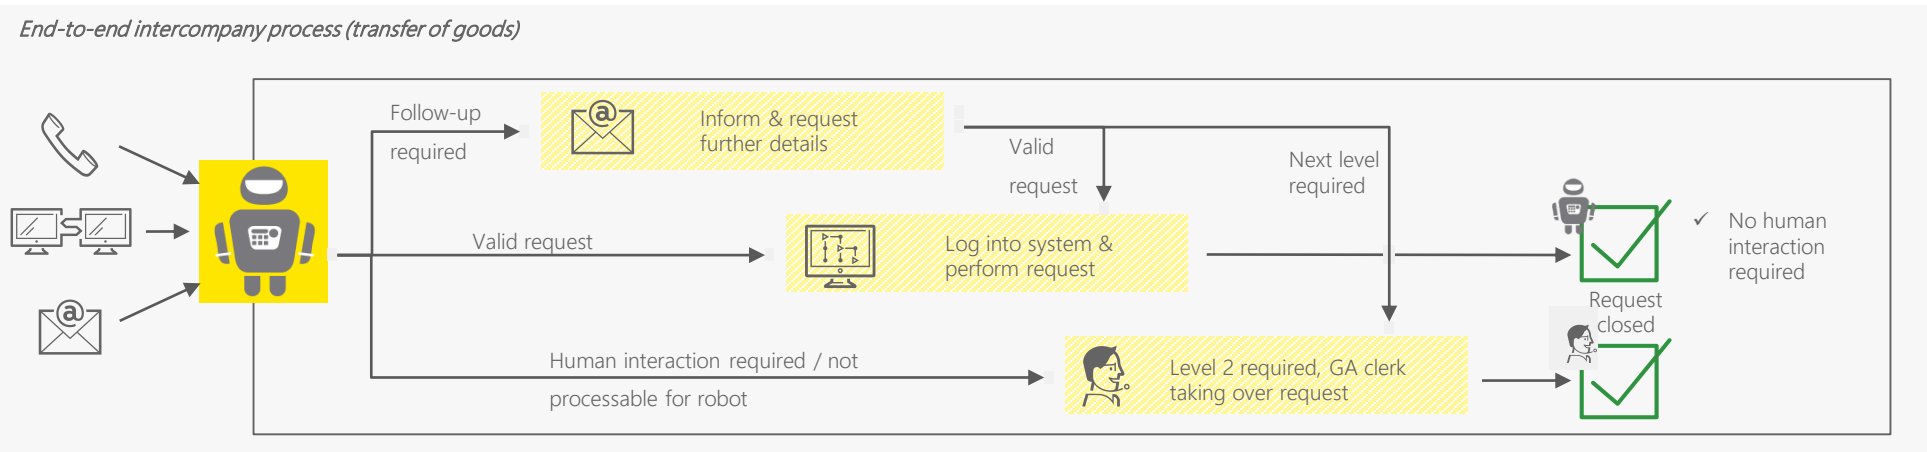 End-to-end intercompany process (transfer of goods)
Follow-up
required
Inform & request
further details
Valid
request
Next level
required
Valid request
Log into system &
perform request
✓ No human
interaction
required
Request
closed
Human interaction required / not
processable for robot
Level 2 required, GA clerk
taking over request